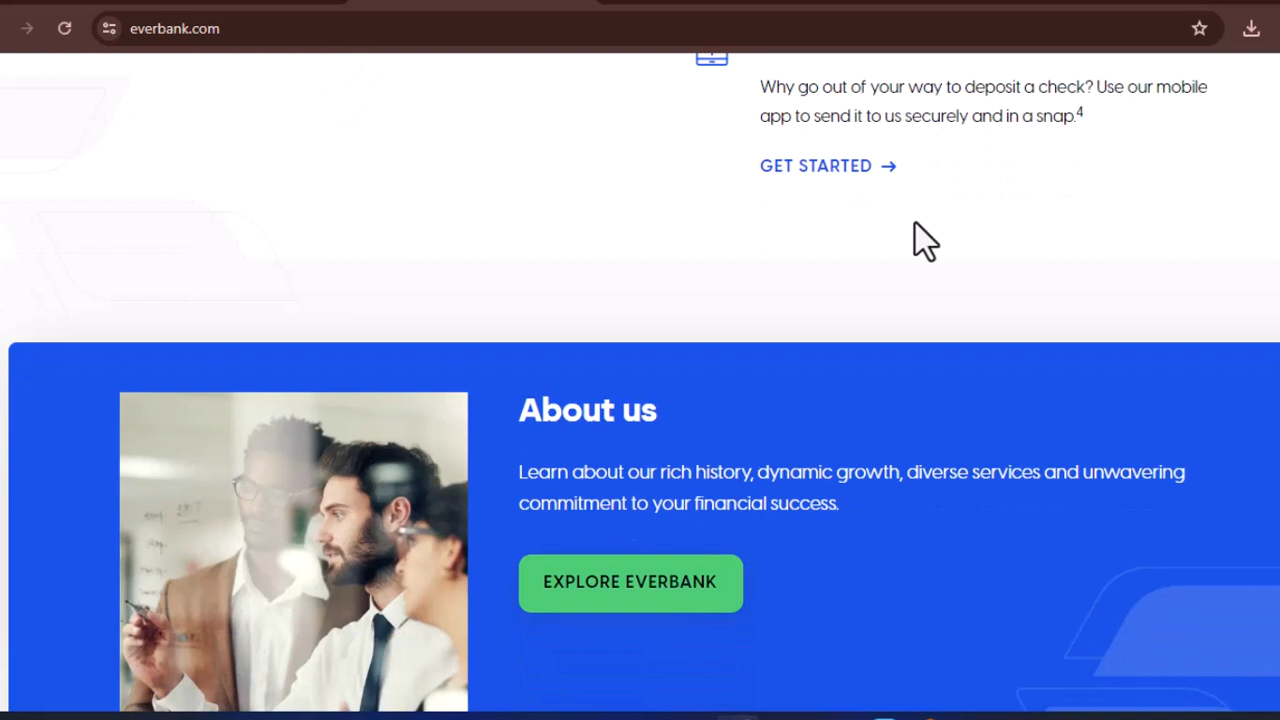 everbank.com
Why go out of your way to deposit a check? Use our mobile
app to send it to us securely and in a snap.4
GET STARTED →
About us
Learn about our rich history, dynamic growth, diverse services and unwavering
commitment to your financial success.
EXPLORE EVERBANK